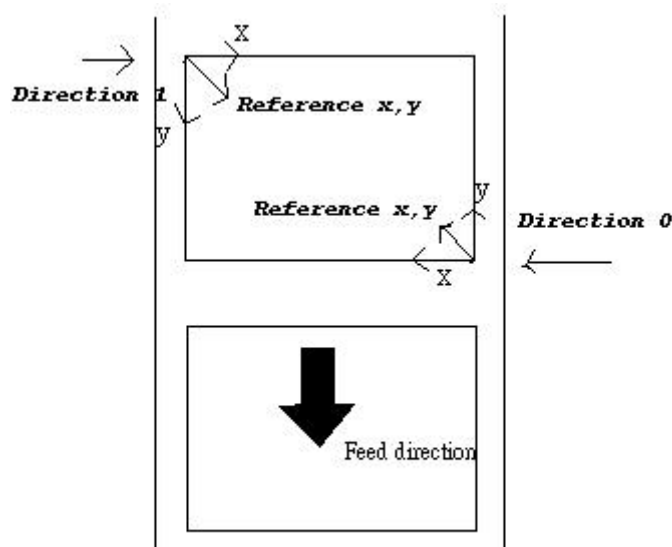 x
Direction 1
Reference x,y
y
Reference x,y
y
Direction 0
x
Feed direction